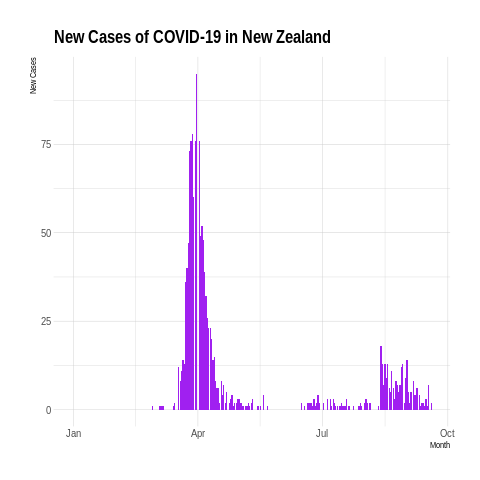 New Cases of COVID-19 in New Zealand
New Cases
75
50
25
0
Jan Apr Jul Oct
Month